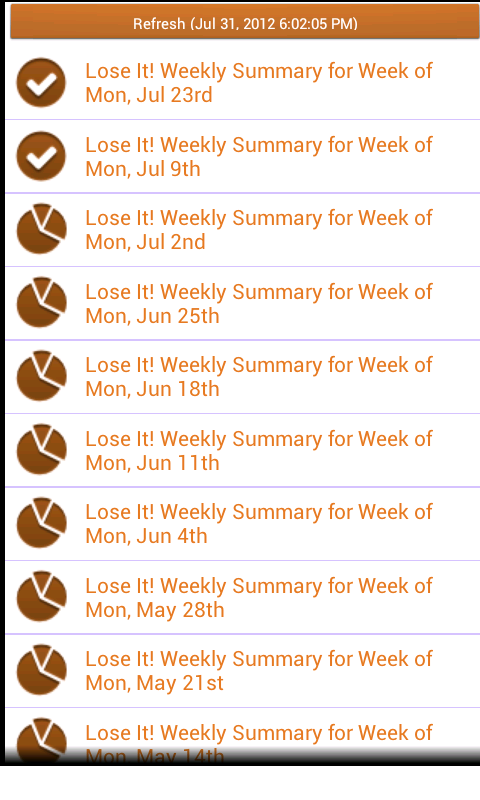 Refresh (Jul 31, 2012 6:02:05 PM)
Lose It! Weekly Summary for Week of
Mon, Jul 23rd
Lose It! Weekly Summary for Week of
Mon, Jul 9th
Lose It! Weekly Summary for Week of
Mon, Jul 2nd
Lose It! Weekly Summary for Week of
Mon, Jun 25th
Lose It! Weekly Summary for Week of
Mon, Jun 18th
Lose It! Weekly Summary for Week of
Mon, Jun 11th
Lose It! Weekly Summary for Week of
Mon, Jun 4th
Lose It! Weekly Summary for Week of
Mon, May 28th
Lose It! Weekly Summary for Week of
Mon, May 21st
Lose It! Weekly Summary for Week of
Mon, May 14th